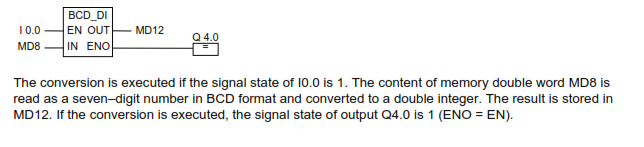 BCD_DI
I 0.0 EN OUT MD12
Q 4.0
MD8 IN ENO =
The conversion is executed if the signal state of I0.0 is 1. The content of memory double word MD8 is
read as a seven–digit number in BCD format and converted to a double integer. The result is stored in
MD12. If the conversion is executed, the signal state of output Q4.0 is 1 (ENO = EN).